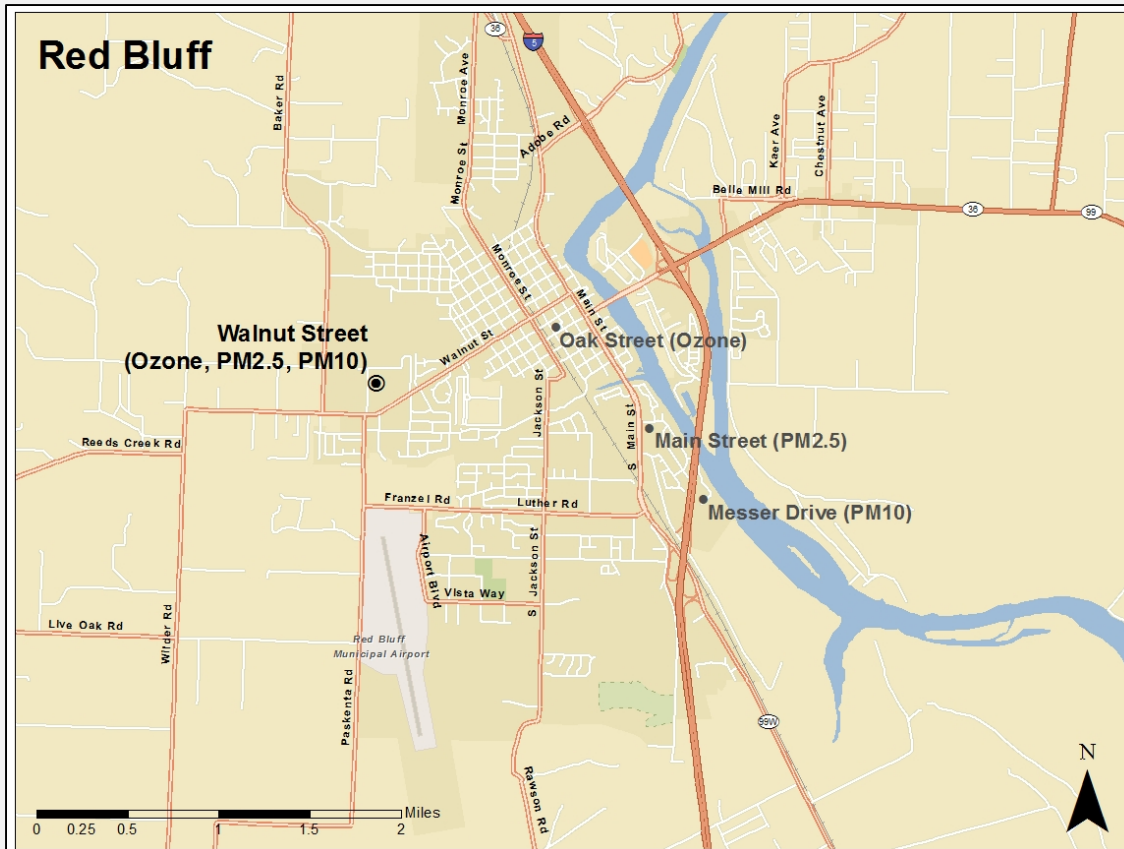 Red Bluff
36
5
Baker Rd
Monroe Ave
Monroe St
Adobe Rd
Kaer Ave
Chestnut Ave
Belle Mill Rd
36
99
Monroe St
Main St
Walnut Street
(Ozone, PM2.5, PM10)
Walnut St
Oak Street (Ozone)
Jackson St
S Main St
Main Street (PM2.5)
Reeds Creek Rd
Franzel Rd
Luther Rd
Messer Drive (PM10)
Airport Blvd
S Jackson St
Vista Way
Live Oak Rd
Wilder Rd
Red Bluff
Municipal Airport
Paskenta Rd
99W
Rawson Rd
N
Miles
0 0.25 0.5 1 1.5 2